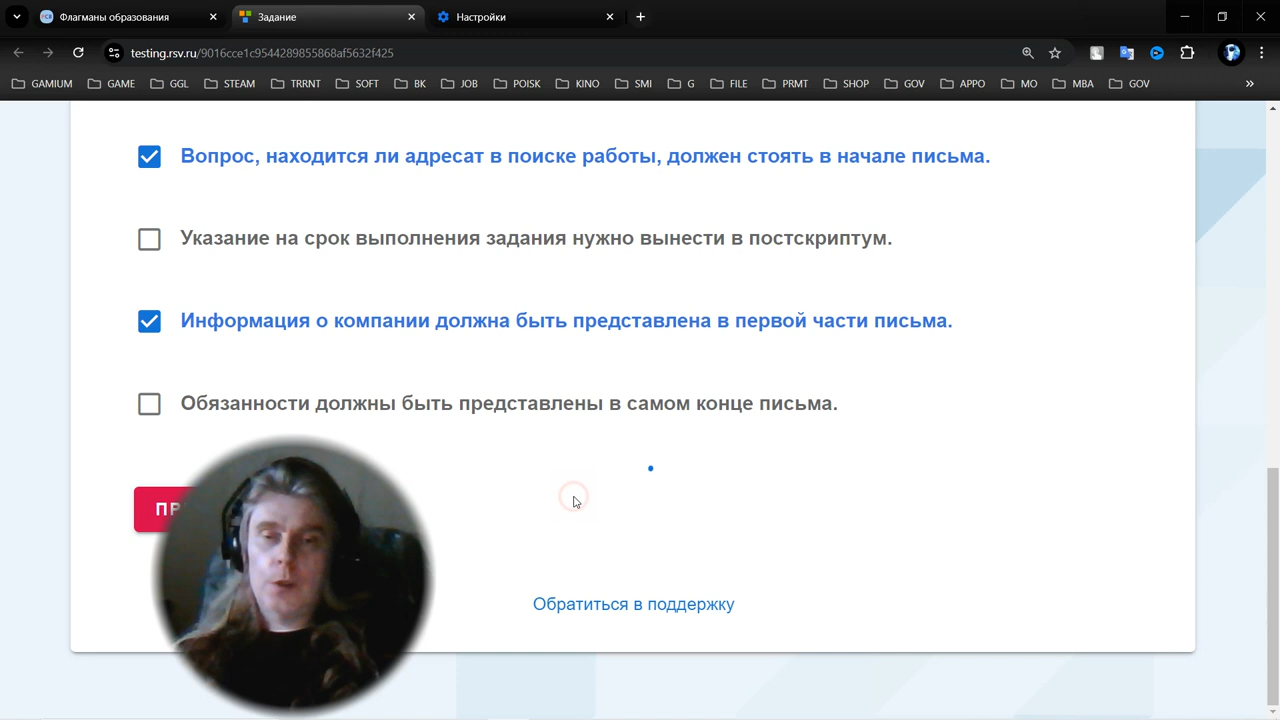 Флагманы образования
Задание
Настройки
testing.rsv.ru/9016cce1c9544289855868af5632f425
GAMIUM GAME GGL STEAM TRRNT SOFT BK JOB POISK KINO SMI G FILE PRMT SHOP GOV APPO MO MBA GOV »
Вопрос, находится ли адресат в поиске работы, должен стоять в начале письма.
Указание на срок выполнения задания нужно вынести в постскриптум.
Информация о компании должна быть представлена в первой части письма.
Обязанности должны быть представлены в самом конце письма.
Обратиться в поддержку